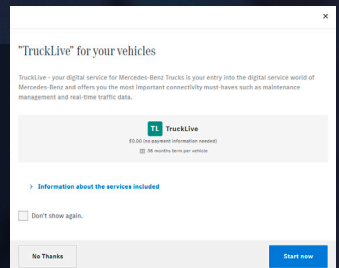 ×
"TruckLive" for your vehicles
TruckLive - your digital service for Mercedes-Benz Trucks is your entry into the digital service world of
Mercedes-Benz and offers you the most important connectivity must-haves such as maintenance
management and real-time traffic data.
TL TruckLive
£0.00 (no payment information needed)
36 months term per vehicle
> Information about the services included
Don't show again.
No Thanks
Start now